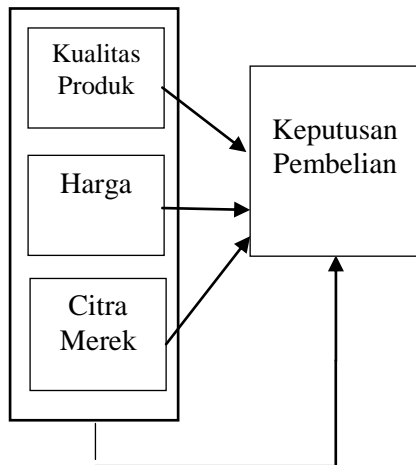 Kualitas
Produk
Keputusan
Pembelian
Harga
Citra
Merek